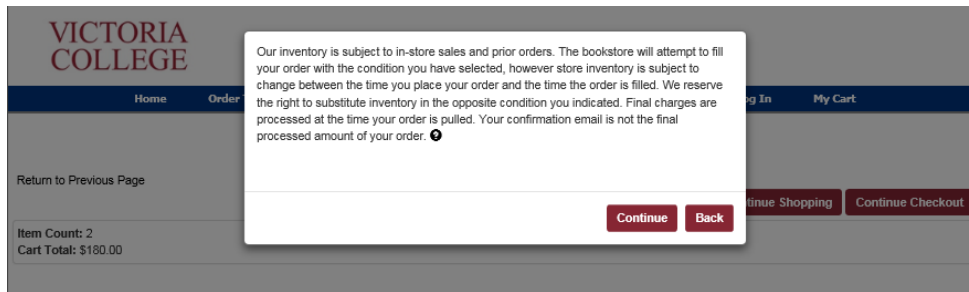 VICTORIA
COLLEGE
Our inventory is subject to in-store sales and prior orders. The bookstore will attempt to fill
your order with the condition you have selected, however store inventory is subject to
change between the time you place your order and the time the order is filled. We reserve
the right to substitute inventory in the opposite condition you indicated. Final charges are
processed at the time your order is pulled. Your confirmation email is not the final
processed amount of your order. ?
Home Order In My Cart
Return to Previous Page
Shopping Continue Checkout
Continue Back
Item Count: 2
Cart Total: $180.00